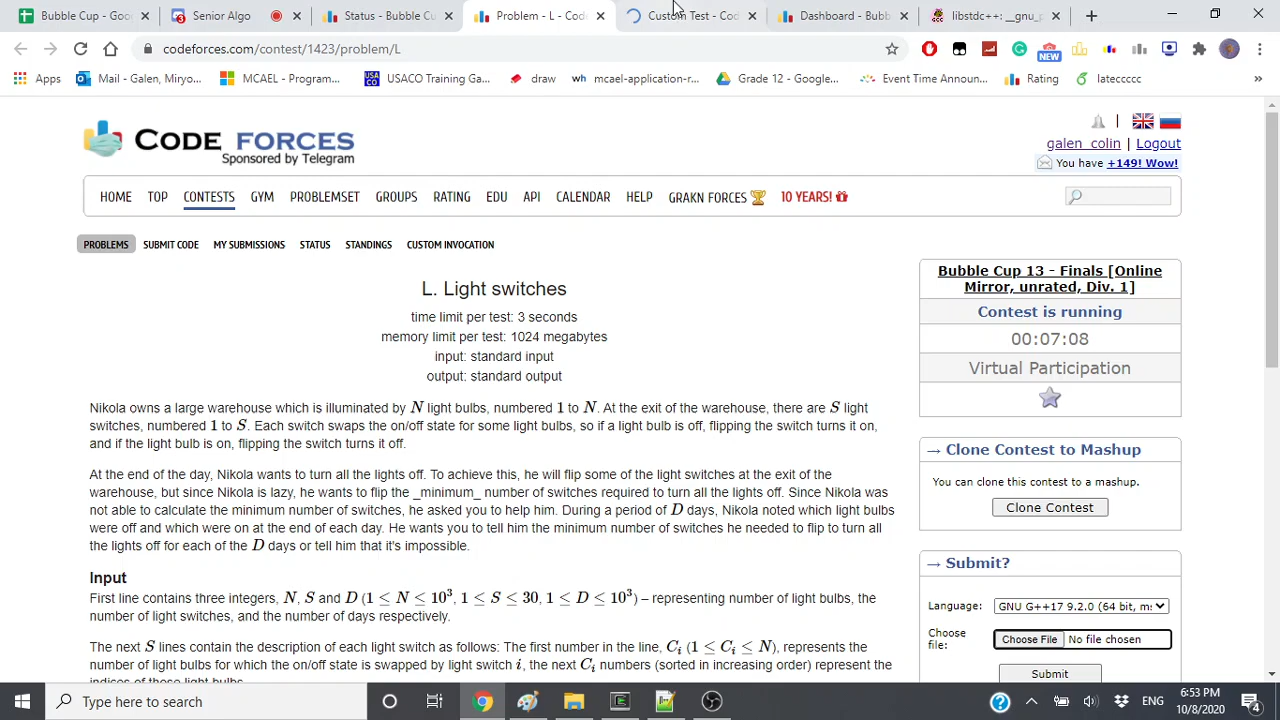 Bubble Cup - Goo
Senior Algo
Status - Bubble C
Problem - L - Cod
Custom Test - Cod
Dashboard - Bubb
libstdc++: __gnu_p
codeforces.com/contest/1423/problem/L
NEW
Apps
Mail - Galen, Miryo...
MCAEL - Program...
USACO Training Ga...
draw
wh mcael-application-r...
Grade 12 - Google...
Event Time Announ...
Rating
lateccccc
»
CODE FORCES
Sponsored by Telegram
galen_colin | Logout
You have +149! Wow!
HOME TOP CONTESTS GYM PROBLEMSET GROUPS RATING EDU API CALENDAR HELP GRAKN FORCES 10 YEARS!
PROBLEMS SUBMIT CODE MY SUBMISSIONS STATUS STANDINGS CUSTOM INVOCATION
L. Light switches
time limit per test: 3 seconds
memory limit per test: 1024 megabytes
input: standard input
output: standard output
Nikola owns a large warehouse which is illuminated by N light bulbs, numbered 1 to N. At the exit of the warehouse, there are S light
switches, numbered 1 to S. Each switch swaps the on/off state for some light bulbs, so if a light bulb is off, flipping the switch turns it on,
and if the light bulb is on, flipping the switch turns it off.
At the end of the day, Nikola wants to turn all the lights off. To achieve this, he will flip some of the light switches at the exit of the
warehouse, but since Nikola is lazy, he wants to flip the _minimum_ number of switches required to turn all the lights off. Since Nikola was
not able to calculate the minimum number of switches, he asked you to help him. During a period of D days, Nikola noted which light bulbs
were off and which were on at the end of each day. He wants you to tell him the minimum number of switches he needed to flip to turn all
the lights off for each of the D days or tell him that it's impossible.
Input
First line contains three integers, N, S and D (1 ≤ N ≤ 10³, 1 ≤ S ≤ 30, 1 ≤ D ≤ 10³) – representing number of light bulbs, the
number of light switches, and the number of days respectively.
The next S lines contain the description of each light switch as follows: The first number in the line, Cᵢ (1 ≤ Cᵢ ≤ N), represents the
number of light bulbs for which the on/off state is swapped by light switch i, the next Cᵢ numbers (sorted in increasing order) represent the
indices of those light bulbs.
Bubble Cup 13 - Finals [Online
Mirror, unrated, Div. 1]
Contest is running
00:07:08
Virtual Participation
→ Clone Contest to Mashup
You can clone this contest to a mashup.
Clone Contest
→ Submit?
Language: GNU G++17 9.2.0 (64 bit, ms
Choose
file:
Choose File No file chosen
Submit
Type here to search
ENG
6:53 PM
10/8/2020
4